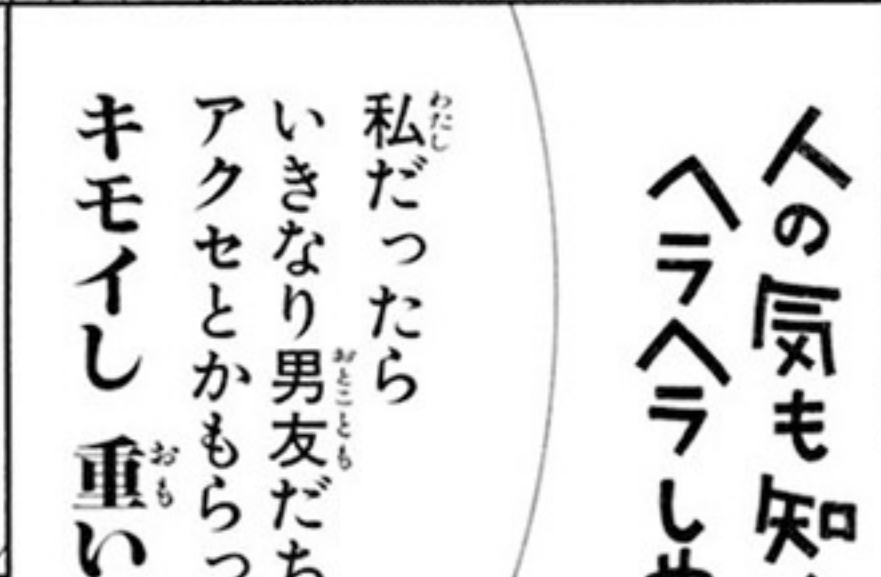 人の気も知
ヘラヘラし
私だったら
いきなり男友だち
アクセとかもらっ
キモイし 重い